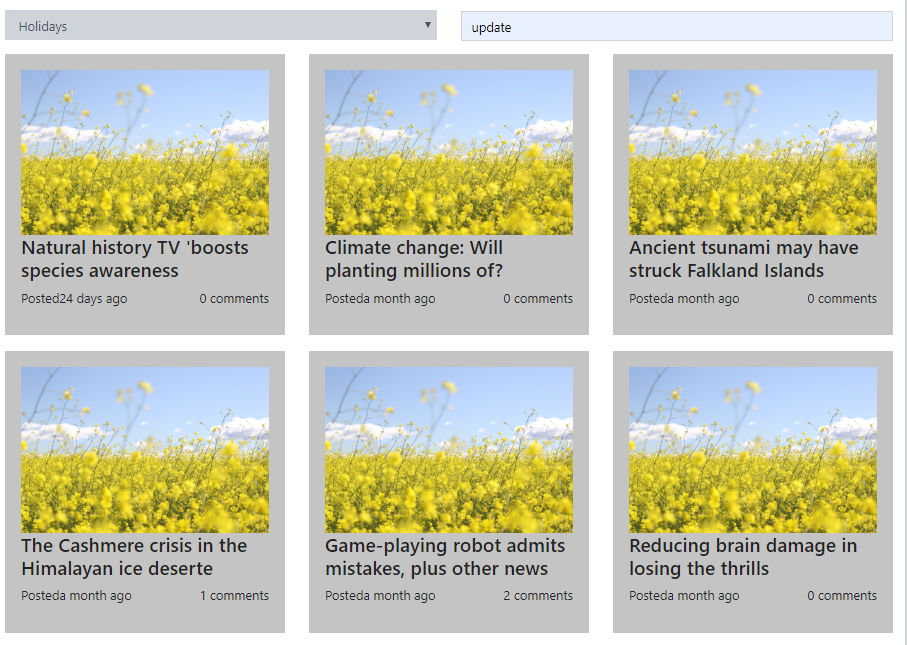 Holidays
update
Natural history TV 'boosts
species awareness
Posted24 days ago
0 comments
Climate change: Will
planting millions of?
Posteda month ago
0 comments
Ancient tsunami may have
struck Falkland Islands
Posteda month ago
0 comments
The Cashmere crisis in the
Himalayan ice deserte
Posteda month ago
1 comments
Game-playing robot admits
mistakes, plus other news
Posteda month ago
2 comments
Reducing brain damage in
losing the thrills
Posteda month ago
0 comments